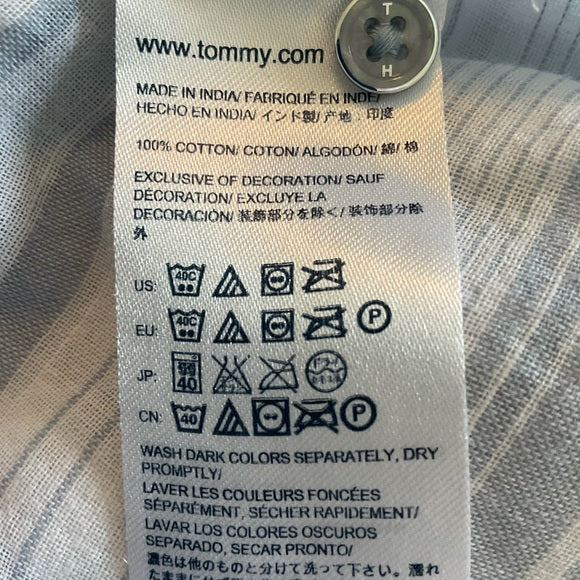 T
H
www.tommy.com
MADE IN INDIA/ FABRIQUÉ EN INDE/
HECHO EN INDIA/ インド製/ 产地 : 印度
100% COTTON/ COTON/ ALGODÓN/ 綿/ 棉
EXCLUSIVE OF DECORATION/ SAUF
DÉCORATION/ EXCLUYE LA
DECORACIÓN/ 装飾部分を除く/ 装饰部分除
外
US: 40C
EU: 40C P
JP: 40
CN: 40 P
WASH DARK COLORS SEPARATELY, DRY
PROMPTLY/
LAVER LES COULEURS FONCÉES
SÉPARÉMENT, SÉCHER RAPIDEMENT/
LAVAR LOS COLORES OSCUROS
SEPARADO, SECAR PRONTO/
濃色は他のものと分けて洗って下さい。濡れ